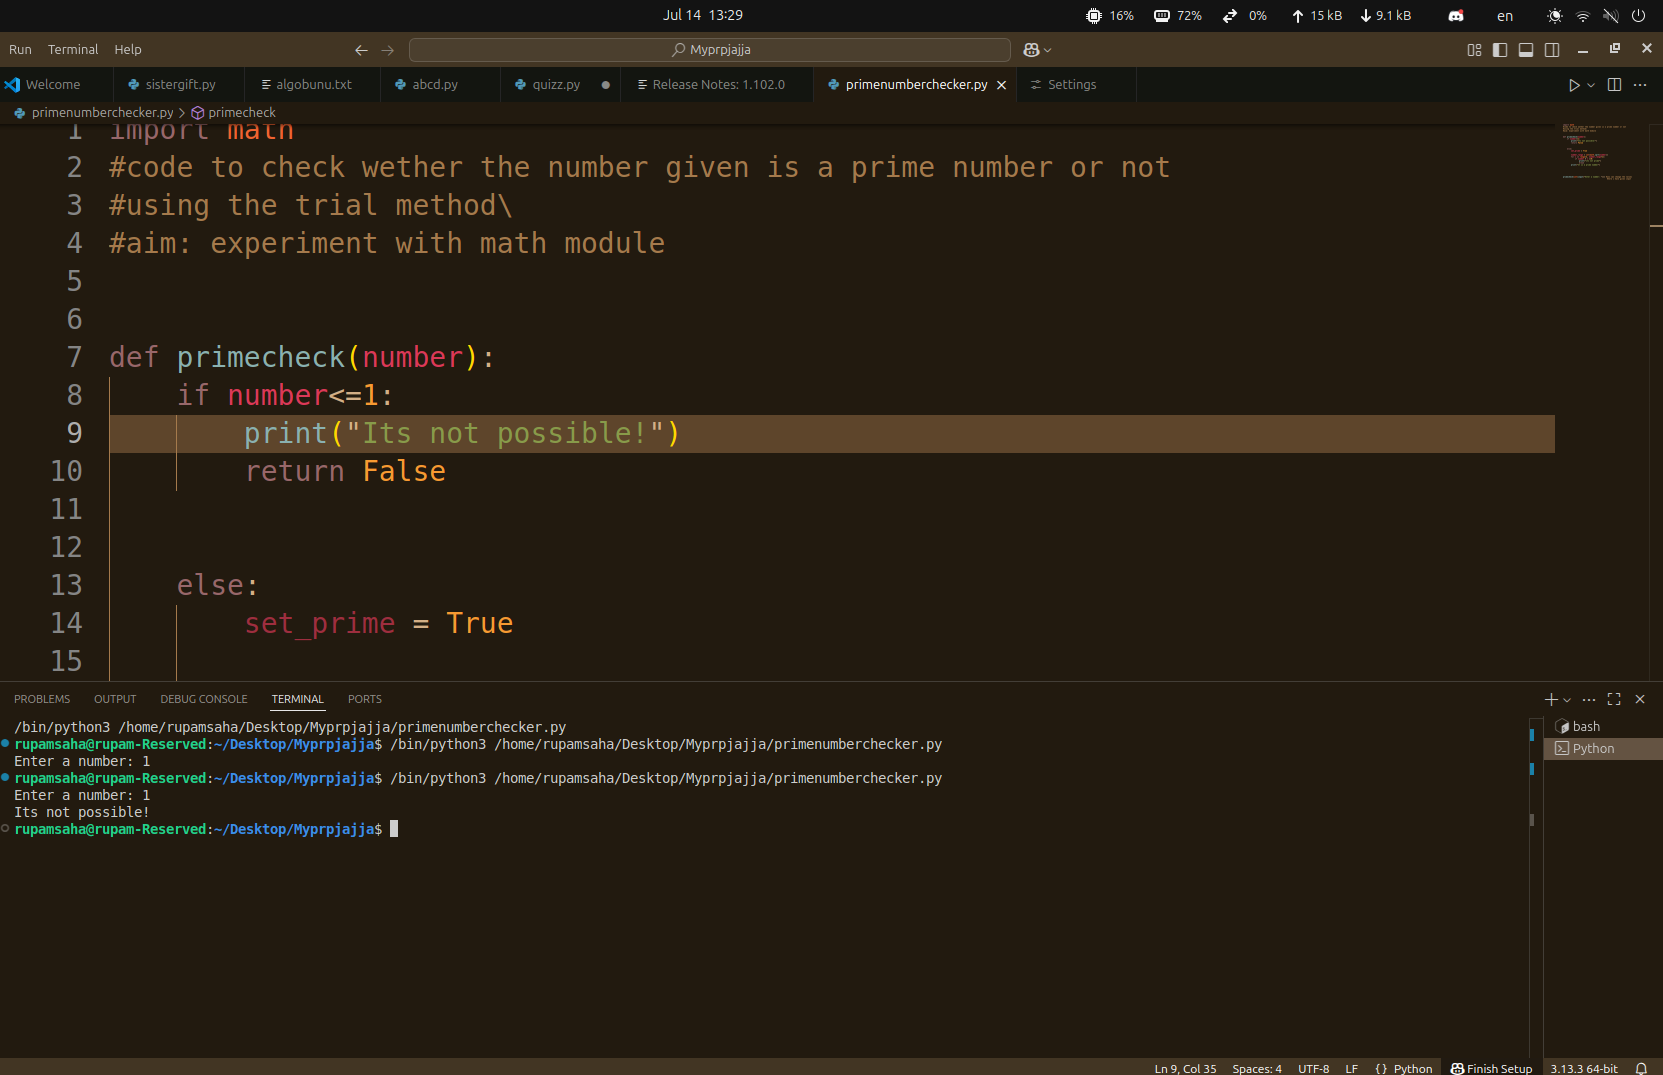 Jul 14 13:29 16% 72% 0% 15 kB 9.1 kB en
Run Terminal Help Myprpjajja
Welcome sistergift.py algobunu.txt abcd.py quizz.py Release Notes: 1.102.0 primenumberchecker.py Settings
primenumberchecker.py > primecheck
1 import math
2 #code to check wether the number given is a prime number or not
3 #using the trial method\
4 #aim: experiment with math module
5
6
7 def primecheck(number):
8 if number<=1:
9 print("Its not possible!")
10 return False
11
12
13 else:
14 set_prime = True
15
PROBLEMS OUTPUT DEBUG CONSOLE TERMINAL PORTS
/bin/python3 /home/rupamsaha/Desktop/Myprpjajja/primenumberchecker.py
rupamsaha@rupam-Reserved:~/Desktop/Myprpjajja$ /bin/python3 /home/rupamsaha/Desktop/Myprpjajja/primenumberchecker.py
Enter a number: 1
rupamsaha@rupam-Reserved:~/Desktop/Myprpjajja$ /bin/python3 /home/rupamsaha/Desktop/Myprpjajja/primenumberchecker.py
Enter a number: 1
Its not possible!
rupamsaha@rupam-Reserved:~/Desktop/Myprpjajja$
bash
Python
Ln 9, Col 35 Spaces: 4 UTF-8 LF {} Python Finish Setup 3.13.3 64-bit